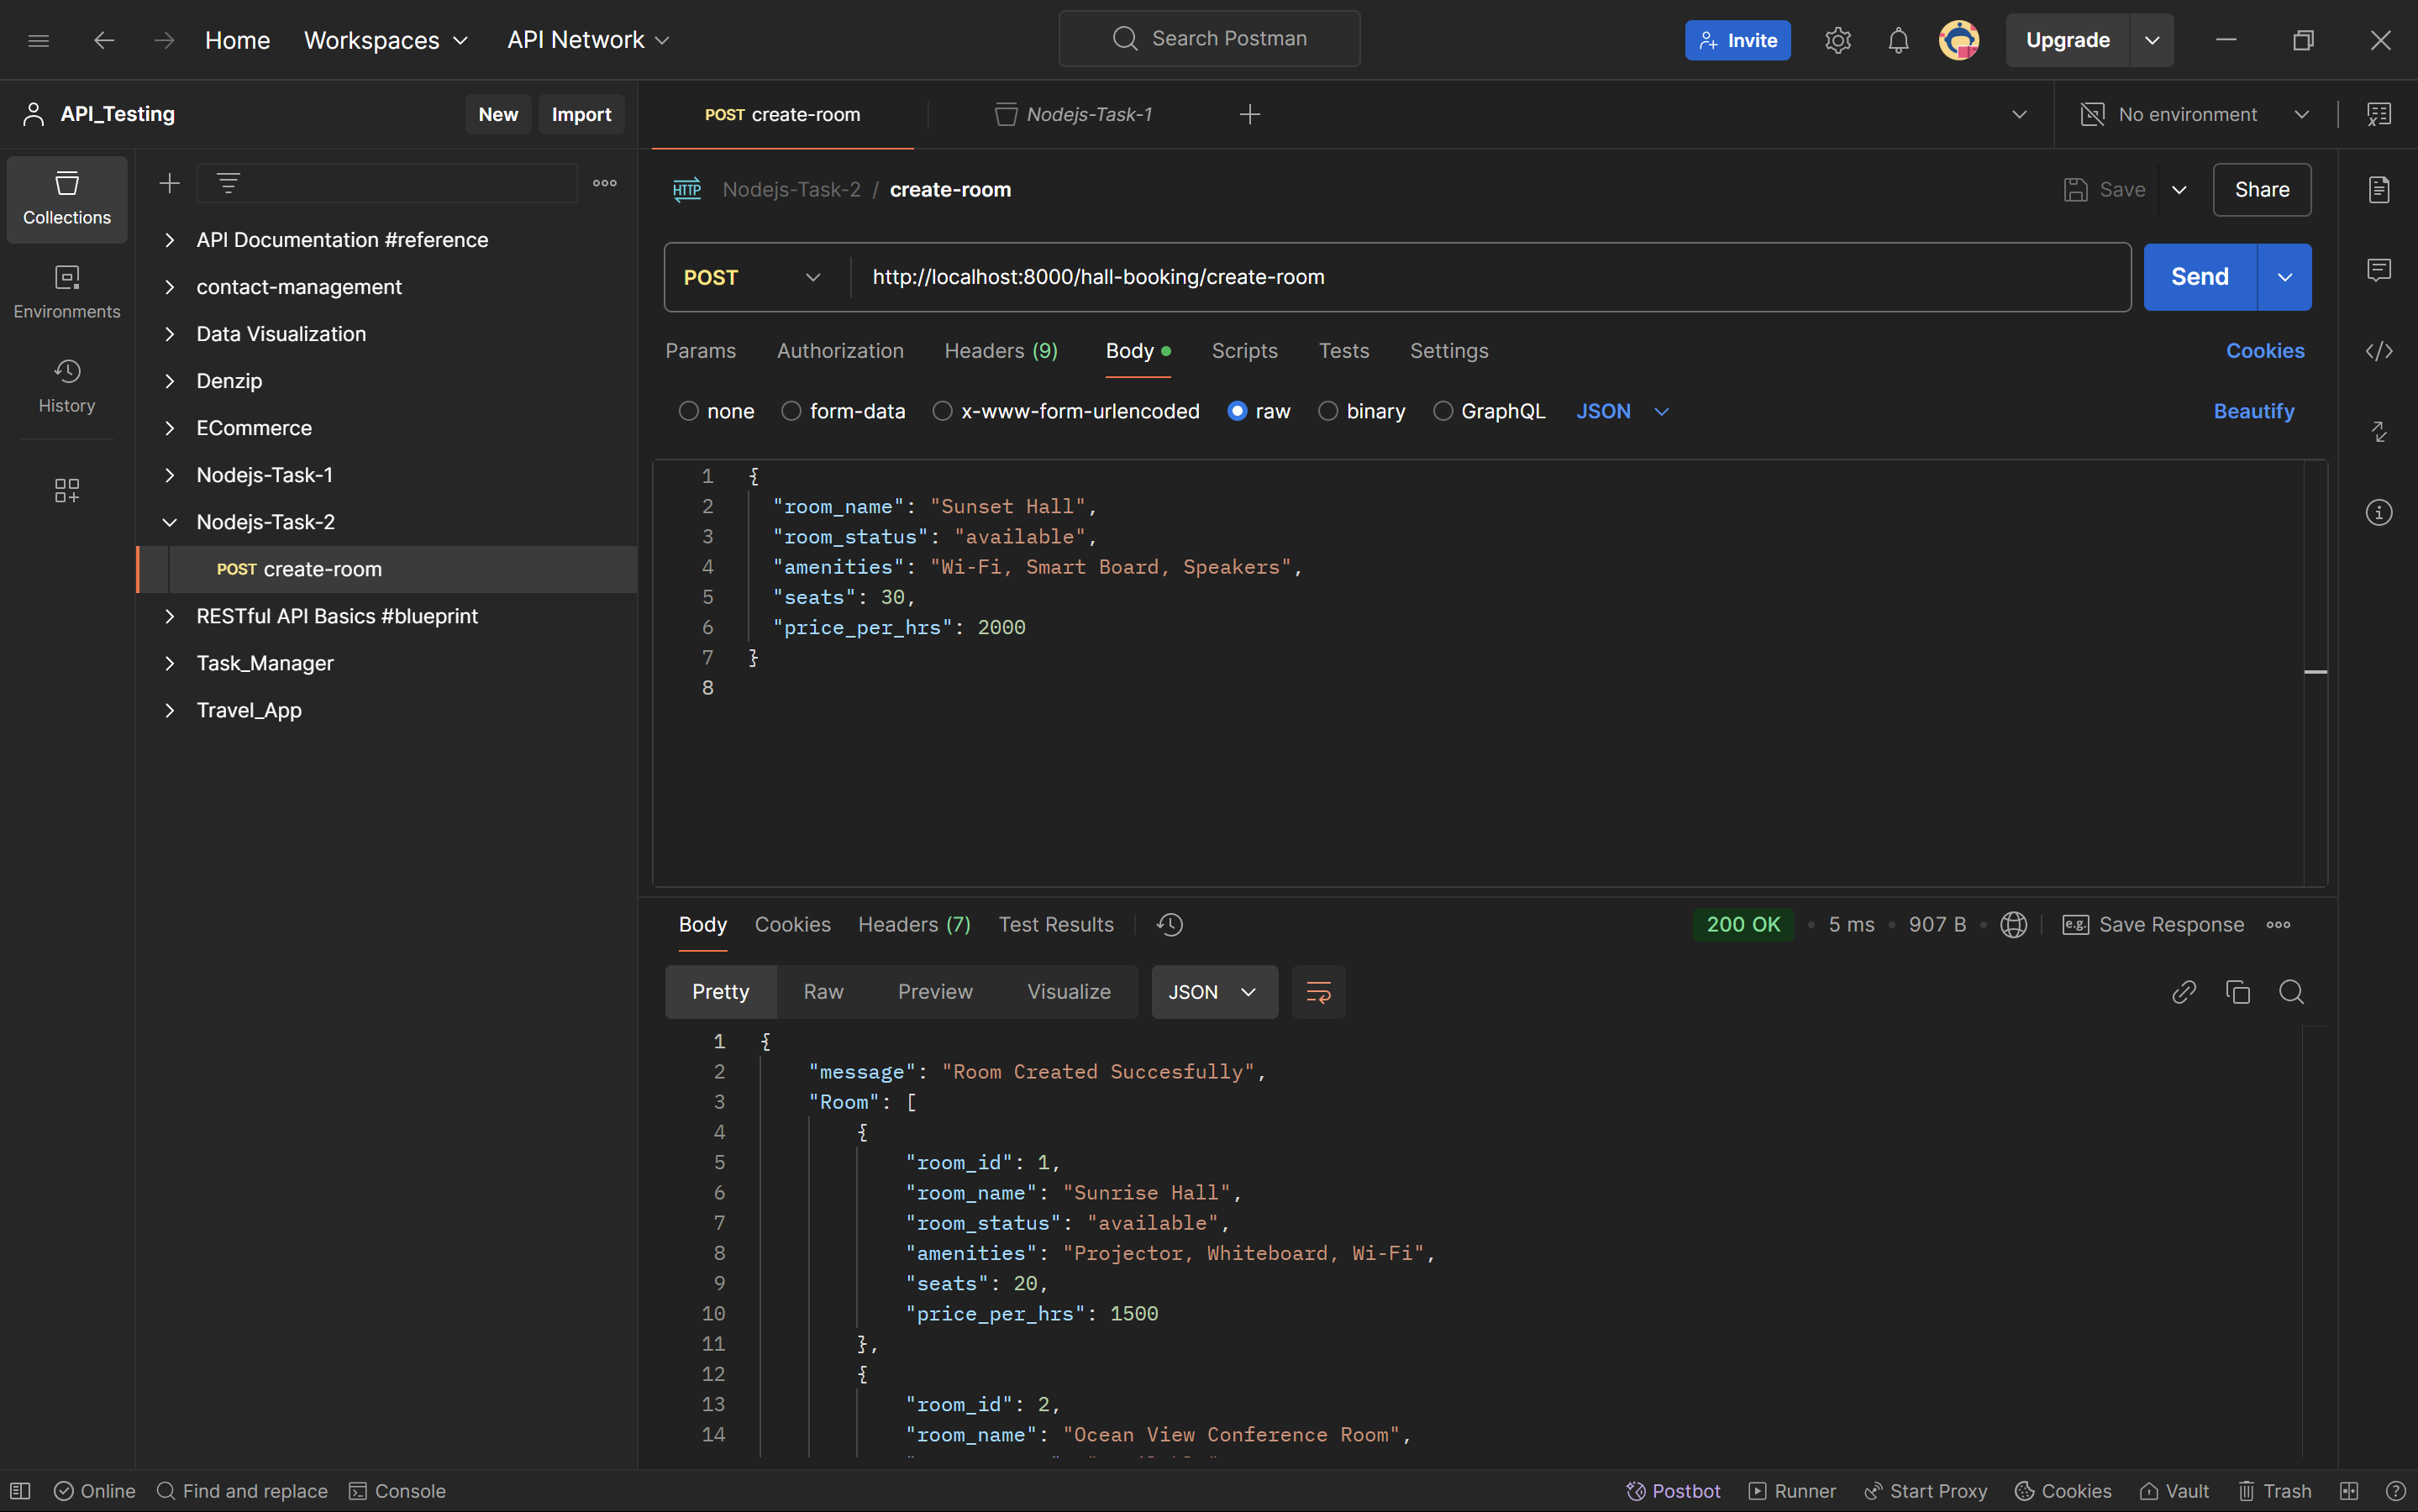 Home Workspaces API Network Search Postman Invite Upgrade
API_Testing New Import POST create-room Nodejs-Task-1 No environment
Collections
Environments
History
API Documentation #reference
contact-management
Data Visualization
Denzip
ECommerce
Nodejs-Task-1
Nodejs-Task-2
POST create-room
RESTful API Basics #blueprint
Task_Manager
Travel_App
HTTP Nodejs-Task-2 / create-room Save Share
POST http://localhost:8000/hall-booking/create-room Send
Params Authorization Headers (9) Body Scripts Tests Settings Cookies
none form-data x-www-form-urlencoded raw binary GraphQL JSON Beautify
1 {
2 "room_name": "Sunset Hall",
3 "room_status": "available",
4 "amenities": "Wi-Fi, Smart Board, Speakers",
5 "seats": 30,
6 "price_per_hrs": 2000
7 }
8
Body Cookies Headers (7) Test Results 200 OK • 5 ms • 907 B • e.g. Save Response
Pretty Raw Preview Visualize JSON
1 {
2 "message": "Room Created Succesfully",
3 "Room": [
4 {
5 "room_id": 1,
6 "room_name": "Sunrise Hall",
7 "room_status": "available",
8 "amenities": "Projector, Whiteboard, Wi-Fi",
9 "seats": 20,
10 "price_per_hrs": 1500
11 },
12 {
13 "room_id": 2,
14 "room_name": "Ocean View Conference Room",
Online Find and replace Console Postbot Runner Start Proxy Cookies Vault Trash